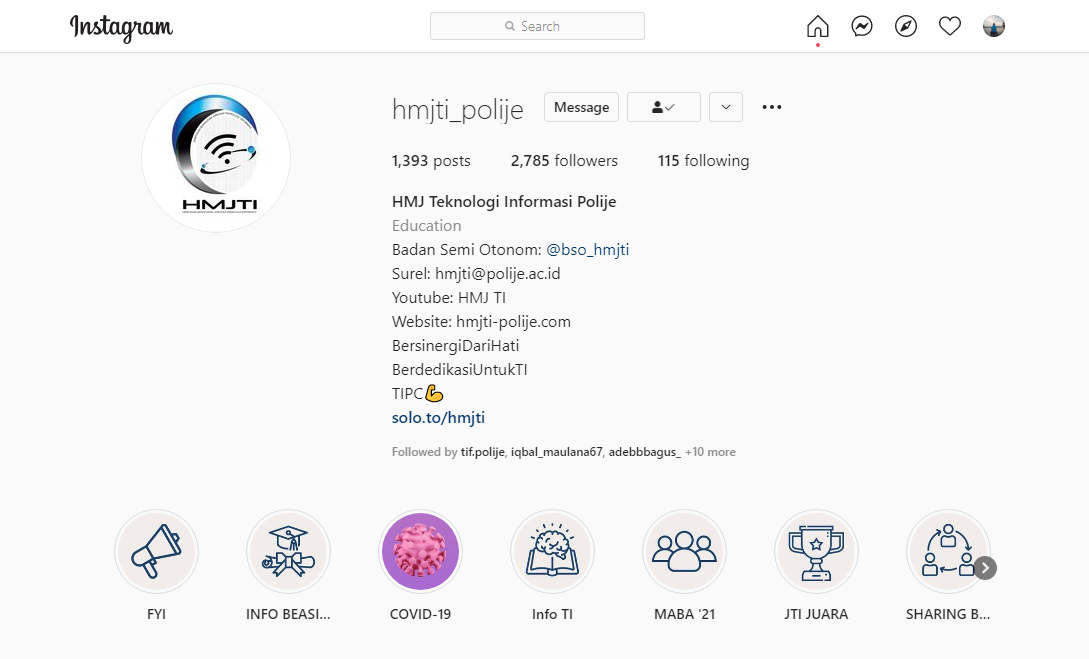 Instagram
Search
HMJTI
hmjti_polije
Message
1,393 posts
2,785 followers
115 following
HMJ Teknologi Informasi Polije
Education
Badan Semi Otonom: @bso_hmjti
Surel: hmjti@polije.ac.id
Youtube: HMJ TI
Website: hmjti-polije.com
BersinergiDariHati
BerdedikasiUntukTI
TIPC💪
solo.to/hmjti
Followed by tif.polije, iqbal_maulana67, adebbbagus_ +10 more
FYI
INFO BEASI...
COVID-19
Info TI
MABA '21
JTI JUARA
SHARING B...